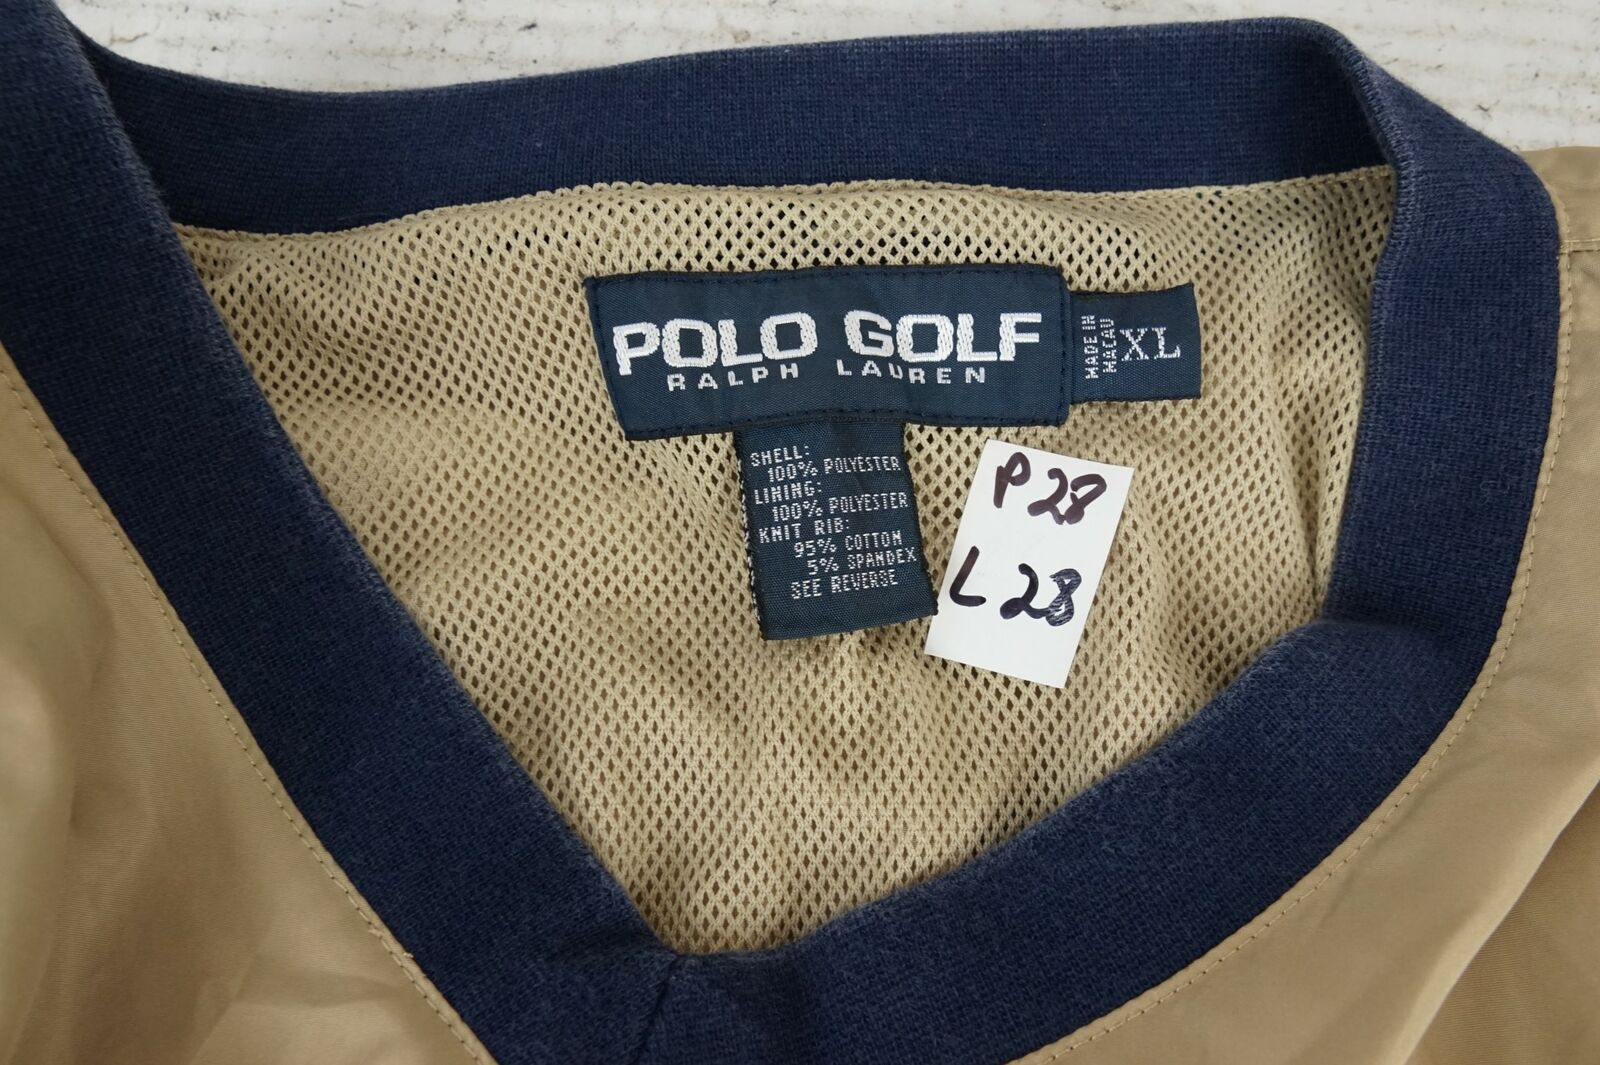 POLO GOLF
RALPH LAUREN
MADE IN
MACAU
XL
SHELL:
100% POLYESTER
LINING:
100% POLYESTER
KNIT RIB:
95% COTTON
5% SPANDEX
SEE REVERSE
P28
L28